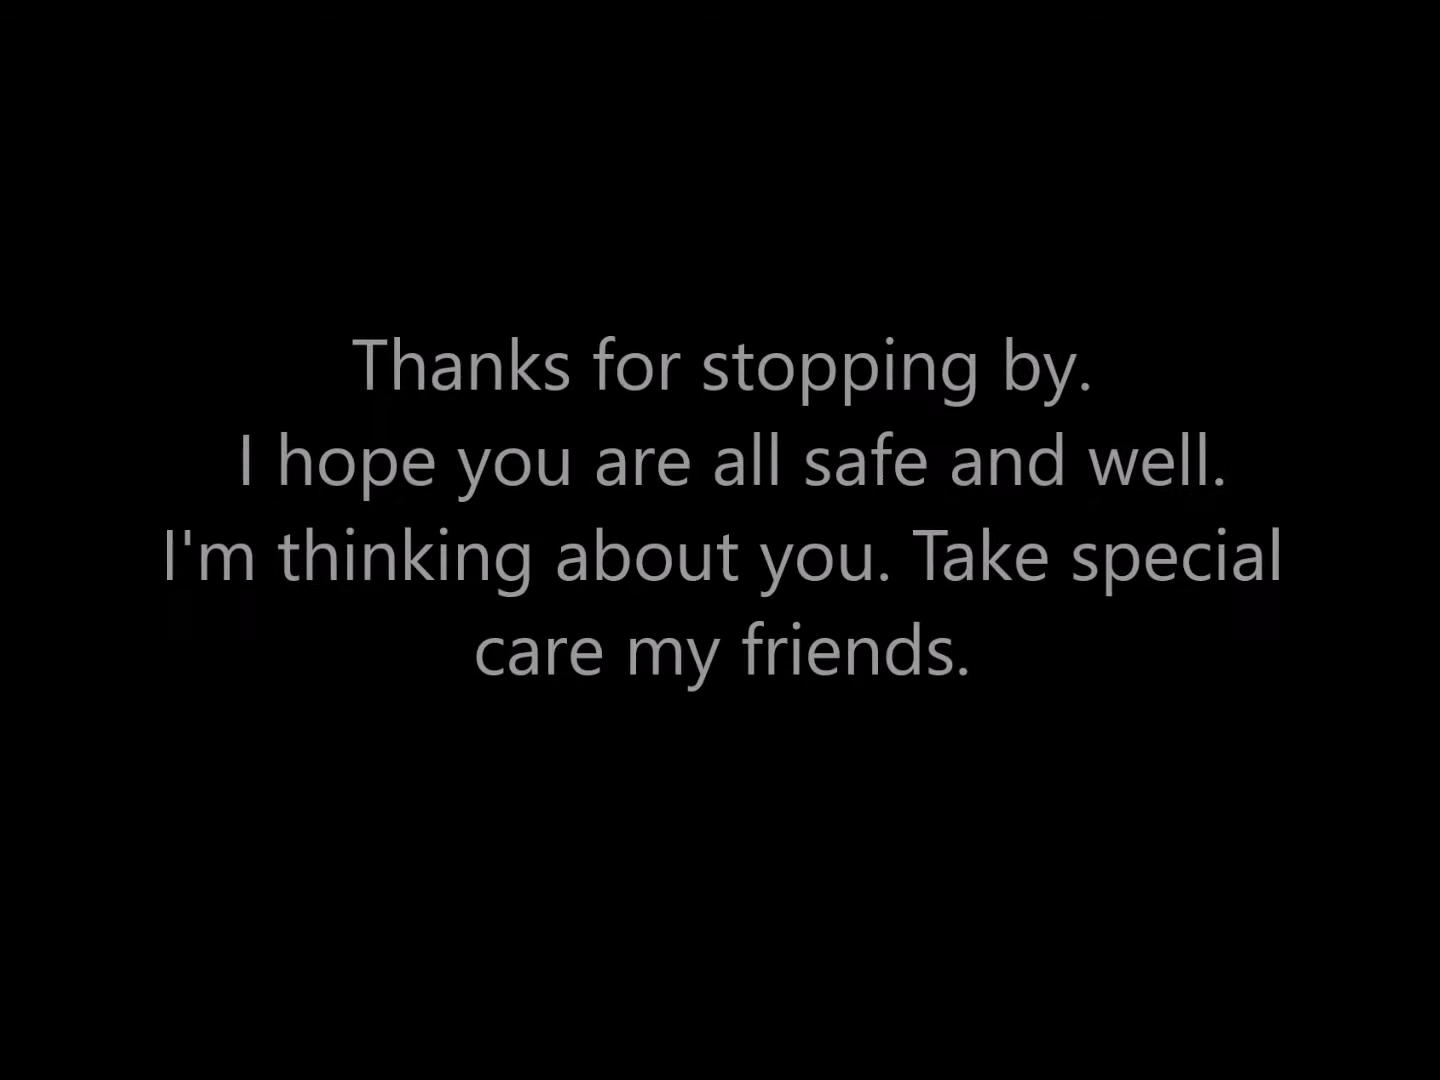 Thanks for stopping by.
I hope you are all safe and well.
I'm thinking about you. Take special
care my friends.